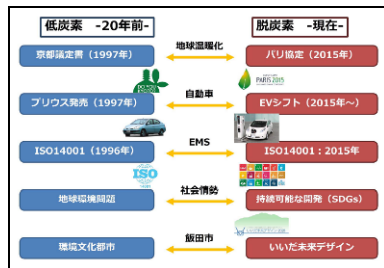 低炭素　-20年前-
脱炭素　-現在-
京都議定書（1997年）
地球温暖化
パリ協定（2015年）
PARIS 2015
プリウス発売（1997年）
自動車
EVシフト（2015年～）
ISO14001（1996年）
EMS
ISO14001：2015年
ISO
地球環境問題
社会情勢
持続可能な開発（SDGs）
環境文化都市
飯田市
いいだ未来デザイン